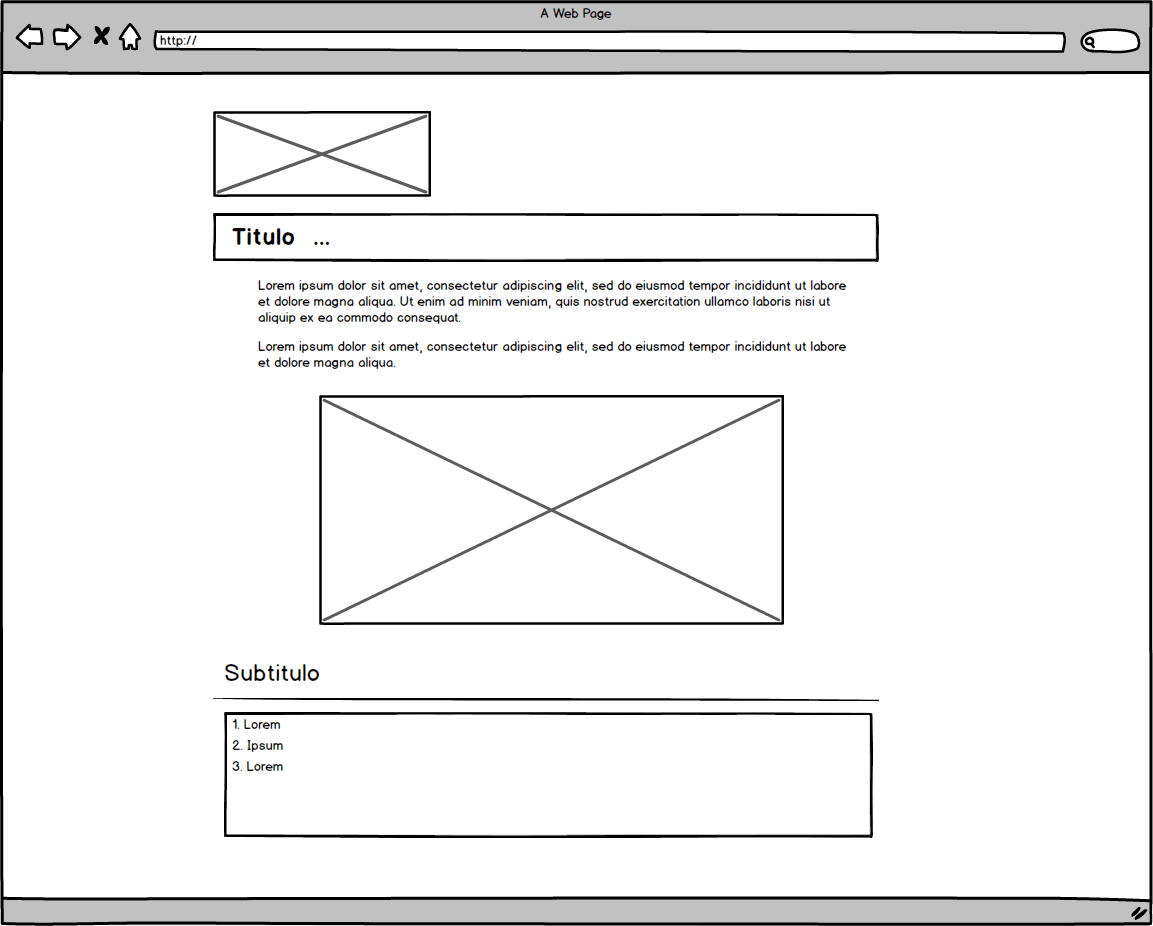 A Web Page
http://
Titulo ...
Lorem ipsum dolor sit amet, consectetur adipiscing elit, sed do eiusmod tempor incididunt ut labore
et dolore magna aliqua. Ut enim ad minim veniam, quis nostrud exercitation ullamco laboris nisi ut
aliquip ex ea commodo consequat.
Lorem ipsum dolor sit amet, consectetur adipiscing elit, sed do eiusmod tempor incididunt ut labore
et dolore magna aliqua.
Subtitulo
1. Lorem
2. Ipsum
3. Lorem